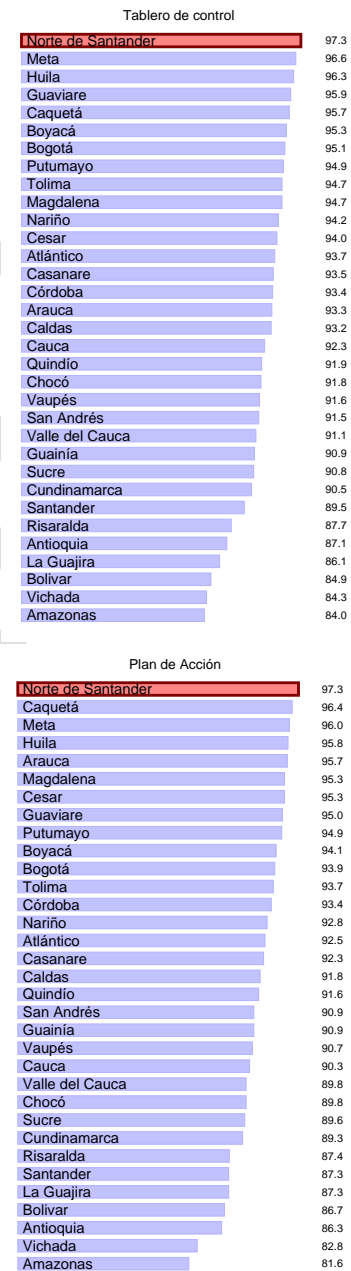 Tablero de control
Norte de Santander 97.3
Meta 96.6
Huila 96.3
Guaviare 95.9
Caquetá 95.7
Boyacá 95.3
Bogotá 95.1
Putumayo 94.9
Tolima 94.7
Magdalena 94.7
Nariño 94.2
Cesar 94.0
Atlántico 93.7
Casanare 93.5
Córdoba 93.4
Arauca 93.3
Caldas 93.2
Cauca 92.3
Quindío 91.9
Chocó 91.8
Vaupés 91.6
San Andrés 91.5
Valle del Cauca 91.1
Guainía 90.9
Sucre 90.8
Cundinamarca 90.5
Santander 89.5
Risaralda 87.7
Antioquia 87.1
La Guajira 86.1
Bolivar 84.9
Vichada 84.3
Amazonas 84.0
Plan de Acción
Norte de Santander 97.3
Caquetá 96.4
Meta 96.0
Huila 95.8
Arauca 95.7
Magdalena 95.3
Cesar 95.3
Guaviare 95.0
Putumayo 94.9
Boyacá 94.1
Bogotá 93.9
Tolima 93.7
Córdoba 93.4
Nariño 92.8
Atlántico 92.5
Casanare 92.3
Caldas 91.8
Quindío 91.6
San Andrés 90.9
Guainía 90.9
Vaupés 90.7
Cauca 90.3
Valle del Cauca 89.8
Chocó 89.8
Sucre 89.6
Cundinamarca 89.3
Risaralda 87.4
Santander 87.3
La Guajira 87.3
Bolivar 86.7
Antioquia 86.3
Vichada 82.8
Amazonas 81.6